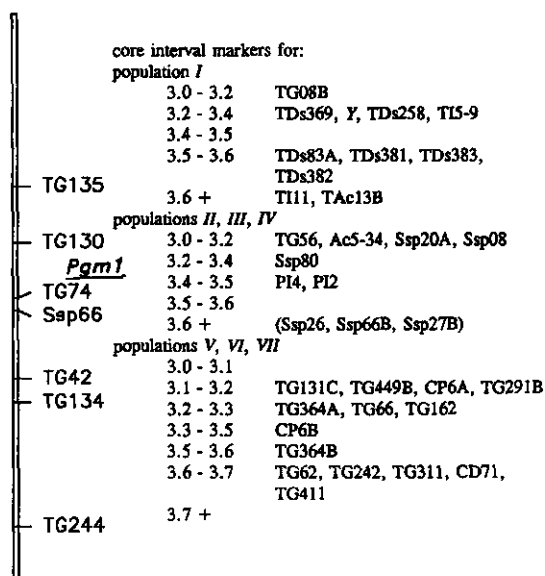 core interval markers for:
population I
3.0 - 3.2 TG08B
3.2 - 3.4 TDs369, Y, TDs258, TI5-9
3.4 - 3.5
3.5 - 3.6 TDs83A, TDs381, TDs383,
TDs382
TG135
3.6 + TI11, TAc13B
populations II, III, IV
TG130
3.0 - 3.2 TG56, Ac5-34, Ssp20A, Ssp08
Pgm1
3.2 - 3.4 Ssp80
TG74
3.4 - 3.5 PI4, PI2
3.5 - 3.6
Ssp66
3.6 + (Ssp26, Ssp66B, Ssp27B)
populations V, VI, VII
3.0 - 3.1
TG42
3.1 - 3.2 TG131C, TG449B, CP6A, TG291B
TG134
3.2 - 3.3 TG364A, TG66, TG162
3.3 - 3.5 CP6B
3.5 - 3.6 TG364B
3.6 - 3.7 TG62, TG242, TG311, CD71,
TG411
3.7 +
TG244